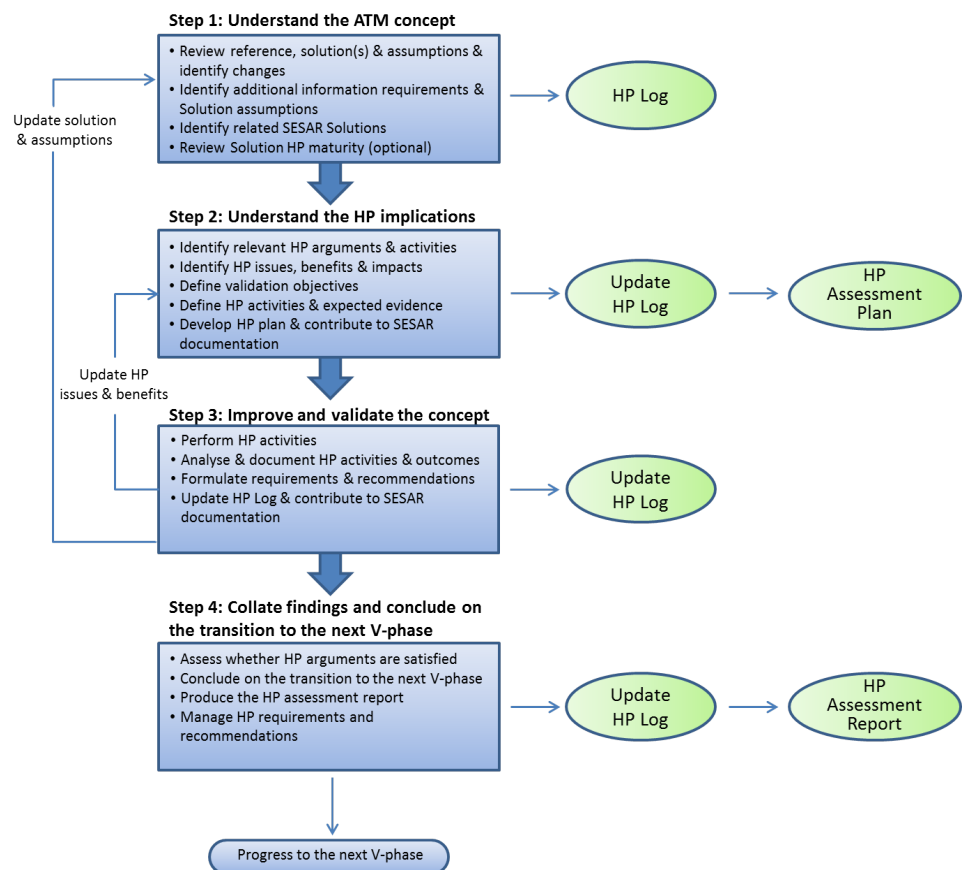 Step 1: Understand the ATM concept
• Review reference, solution(s) & assumptions &
identify changes
• Identify additional information requirements &
Solution assumptions
• Identify related SESAR Solutions
• Review Solution HP maturity (optional)
HP Log
Update solution
& assumptions
Step 2: Understand the HP implications
• Identify relevant HP arguments & activities
• Identify HP issues, benefits & impacts
• Define validation objectives
• Define HP activities & expected evidence
• Develop HP plan & contribute to SESAR
documentation
Update
HP Log
HP
Assessment
Plan
Update HP
issues & benefits
Step 3: Improve and validate the concept
• Perform HP activities
• Analyse & document HP activities & outcomes
• Formulate requirements & recommendations
• Update HP Log & contribute to SESAR
documentation
Update
HP Log
Step 4: Collate findings and conclude on
the transition to the next V-phase
• Assess whether HP arguments are satisfied
• Conclude on the transition to the next V-phase
• Produce the HP assessment report
• Manage HP requirements and
recommendations
Update
HP Log
HP
Assessment
Report
Progress to the next V-phase